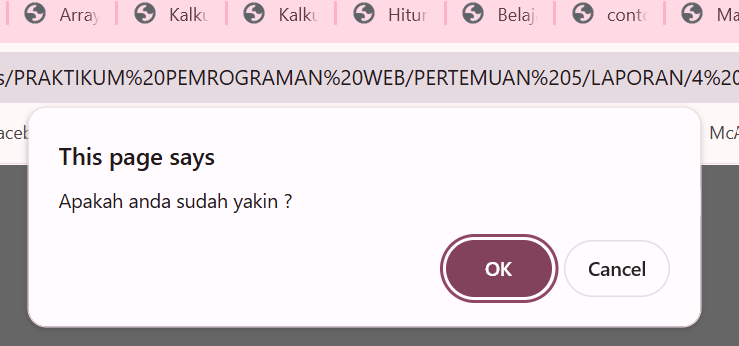 Array Kalku Kalku Hitun Belaj conto Ma
s/PRAKTIKUM%20PEMROGRAMAN%20WEB/PERTEMUAN%205/LAPORAN/4%20
aceb McA
This page says
Apakah anda sudah yakin ?
OK Cancel